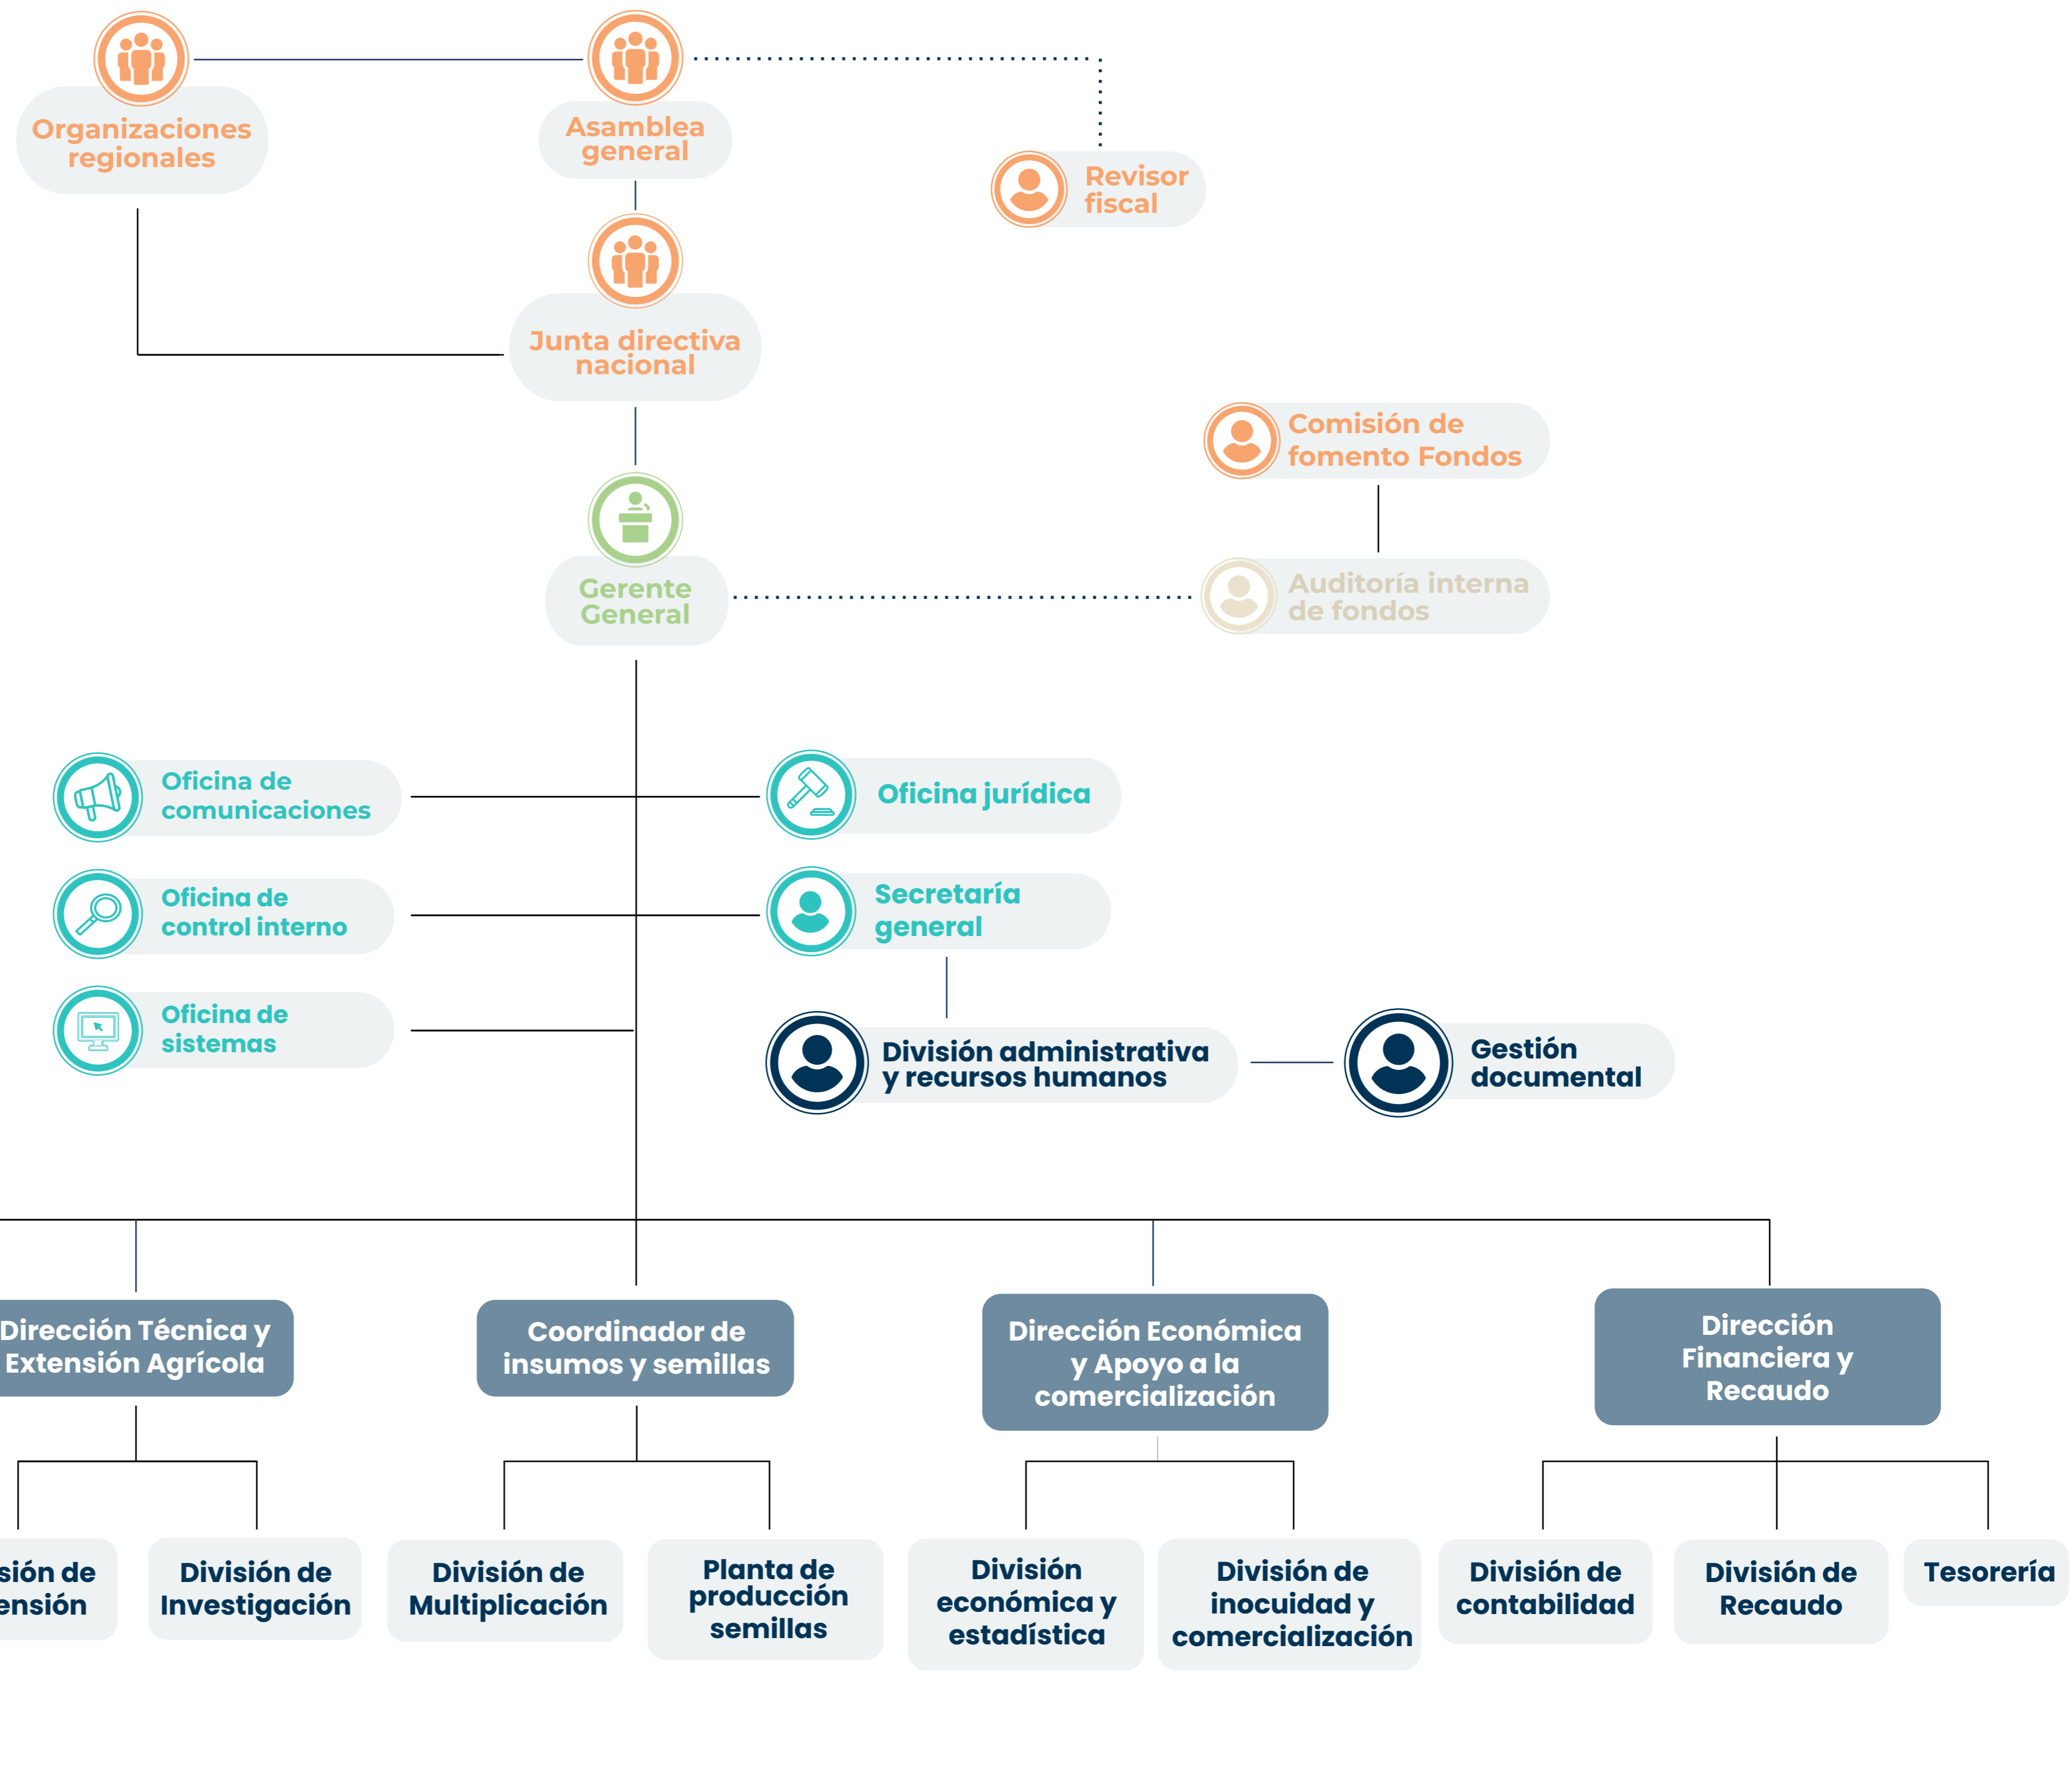 Organizaciones
regionales
Asamblea
general
Revisor
fiscal
Junta directiva
nacional
Comisión de
fomento Fondos
Gerente
General
Auditoría interna
de fondos
Oficina de
comunicaciones
Oficina jurídica
Oficina de
control interno
Secretaría
general
Oficina de
sistemas
División administrativa
y recursos humanos
Gestión
documental
Dirección Técnica y
Extensión Agrícola
Coordinador de
insumos y semillas
Dirección Económica
y Apoyo a la
comercialización
Dirección
Financiera y
Recaudo
sión de
ensión
División de
Investigación
División de
Multiplicación
Planta de
producción
semillas
División
económica y
estadística
División de
inocuidad y
comercialización
División de
contabilidad
División de
Recaudo
Tesorería